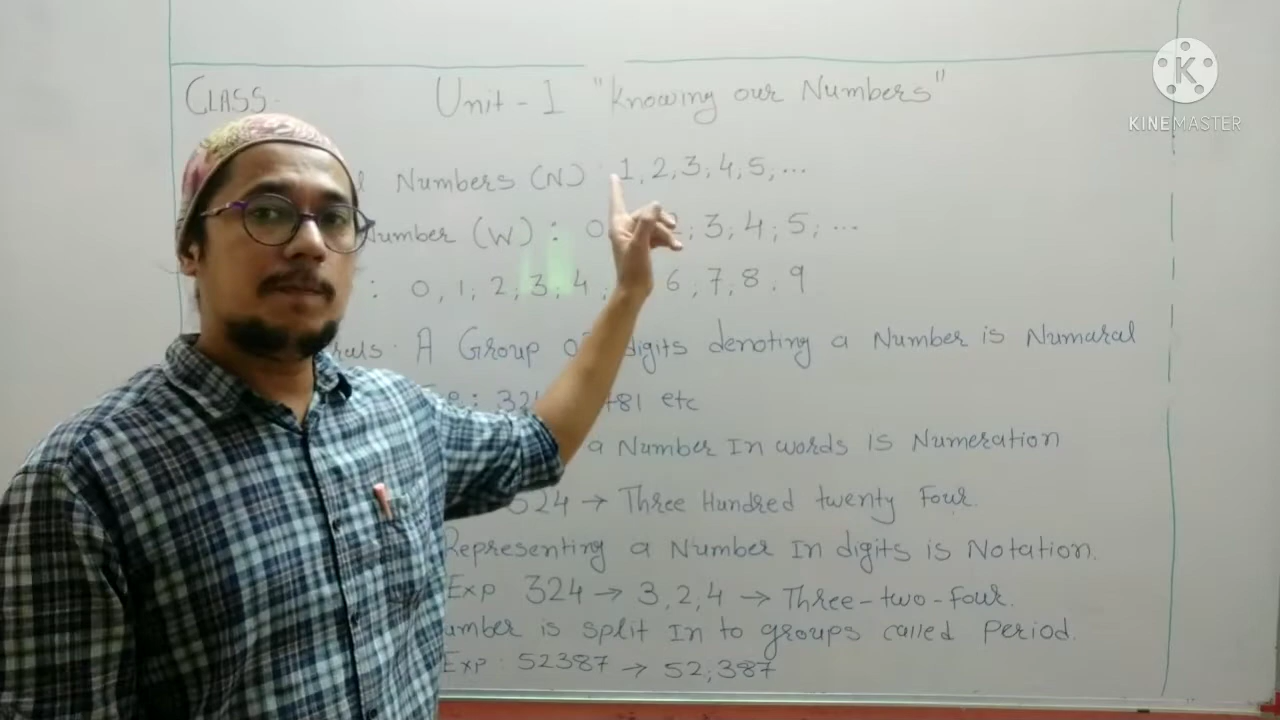 CLASS Unit - 1 "Knowing our Numbers"
KINEMASTER
Numbers (N) : 1, 2, 3, 4, 5, ...
Number (W) : 0 2, 3, 4, 5, ...
: 0, 1, 2, 3, 4, 6, 7, 8, 9
A Group of digits denoting a Number is Numaral
481 etc
a Number In words is Numeration
324 → Three Hundred twenty Four.
Representing a Number In digits is Notation.
Exp 324 → 3,2,4 → Three-two-Four.
umber is split In to groups called Period.
Exp : 52387 → 52,387